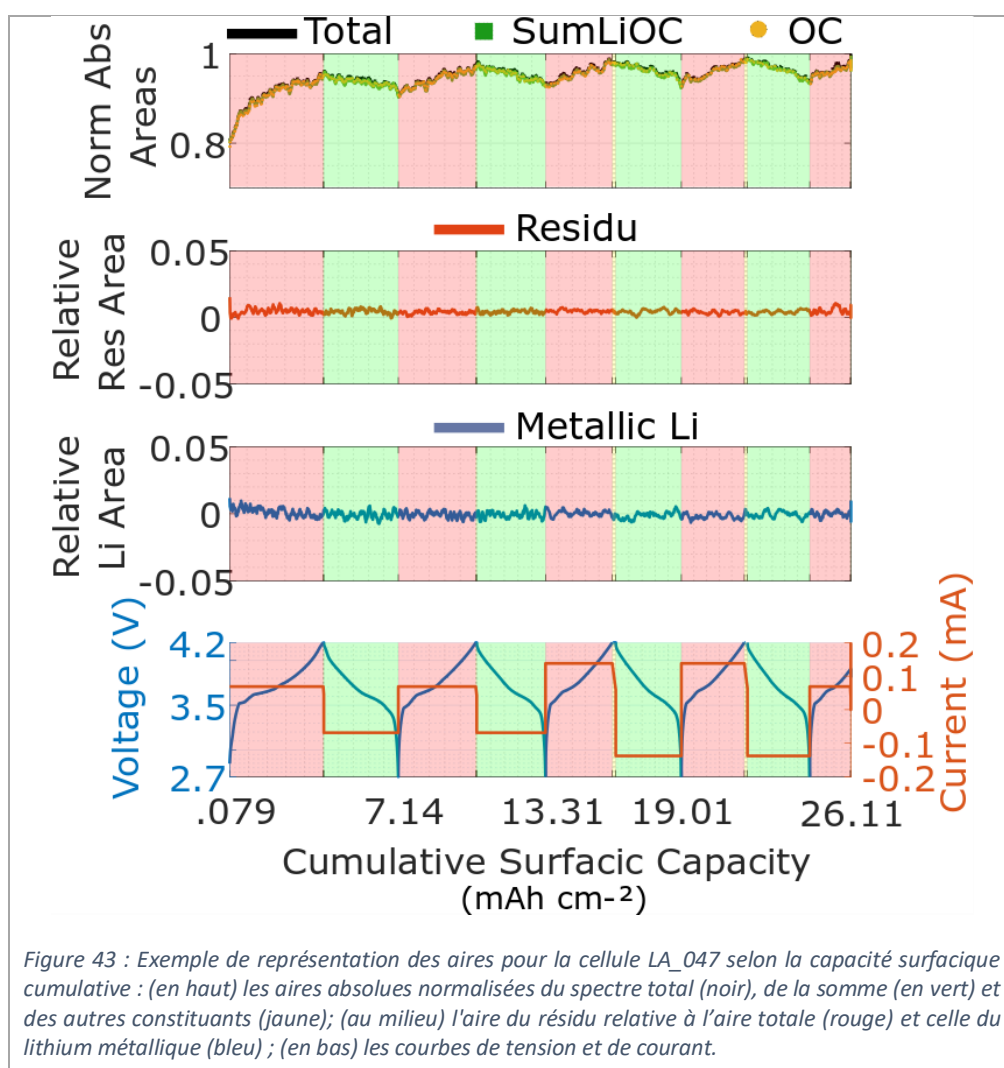 Total SumLiOC OC
Norm Abs
Areas
1
0.8
Residu
Relative
Res Area
0.05
0
-0.05
Metallic Li
Relative
Li Area
0.05
0
-0.05
Voltage (V)
4.2
3.5
2.7
Current (mA)
0.2
0.1
0
-0.1
-0.2
.079 7.14 13.31 19.01 26.11
Cumulative Surfacic Capacity
(mAh cm-²)
Figure 43 : Exemple de représentation des aires pour la cellule LA_047 selon la capacité surfacique
cumulative : (en haut) les aires absolues normalisées du spectre total (noir), de la somme (en vert) et
des autres constituants (jaune); (au milieu) l'aire du résidu relative à l’aire totale (rouge) et celle du
lithium métallique (bleu) ; (en bas) les courbes de tension et de courant.